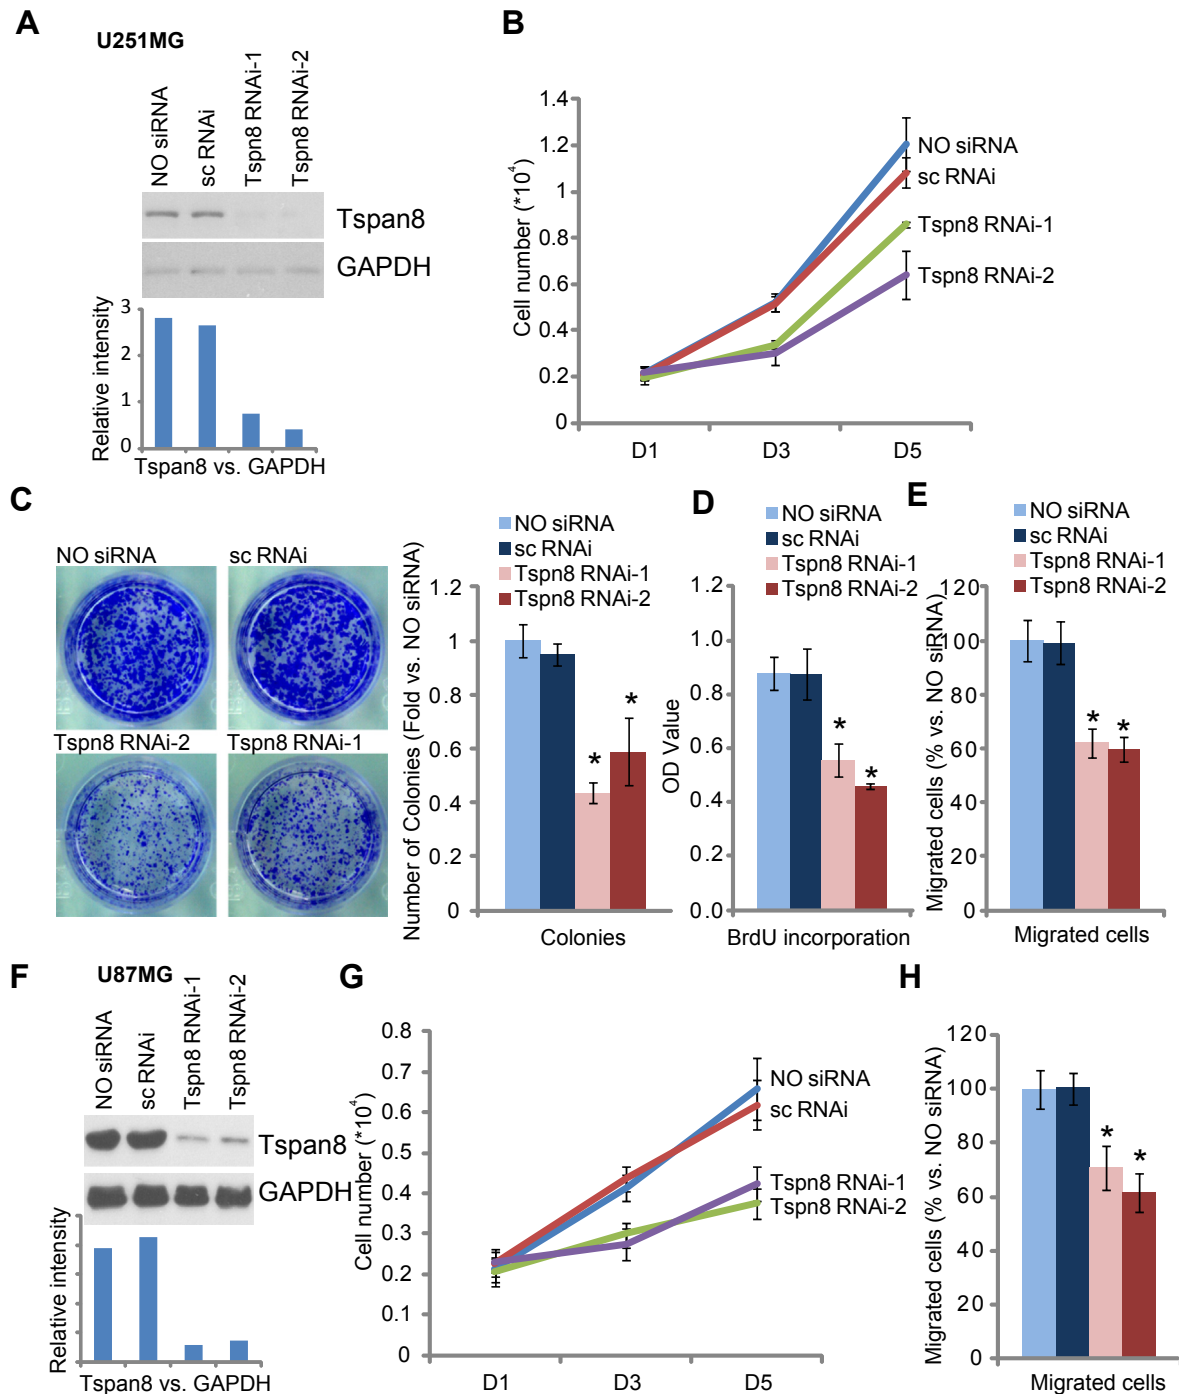 A
U251MG
NO siRNA
sc RNAi
Tspn8 RNAi-1
Tspn8 RNAi-2
Tspan8
GAPDH
Relative intensity
3
2
1
0
Tspan8 vs. GAPDH
B
Cell number (*10⁴)
1.4
1.2
1
0.8
0.6
0.4
0.2
0
D1
D3
D5
NO siRNA
sc RNAi
Tspn8 RNAi-1
Tspn8 RNAi-2
C
NO siRNA
sc RNAi
Tspn8 RNAi-2
Tspn8 RNAi-1
NO siRNA
sc RNAi
Tspn8 RNAi-1
Tspn8 RNAi-2
Number of Colonies (Fold vs. NO siRNA)
1.2
1
0.8
0.6
0.4
0.2
0
*
*
Colonies
D
NO siRNA
sc RNAi
Tspn8 RNAi-1
Tspn8 RNAi-2
OD Value
1.2
1.0
0.8
0.6
0.4
0.2
0.0
*
*
BrdU incorporation
E
NO siRNA
sc RNAi
Tspn8 RNAi-1
Tspn8 RNAi-2
Migrated cells (% vs. NO siRNA)
120
100
80
60
40
20
0
*
*
Migrated cells
F
U87MG
NO siRNA
sc RNAi
Tspn8 RNAi-1
Tspn8 RNAi-2
Tspan8
GAPDH
Relative intensity
Tspan8 vs. GAPDH
G
Cell number (*10⁴)
0.8
0.7
0.6
0.5
0.4
0.3
0.2
0.1
0
D1
D3
D5
NO siRNA
sc RNAi
Tspn8 RNAi-1
Tspn8 RNAi-2
H
Migrated cells (% vs. NO siRNA)
120
100
80
60
40
20
0
*
*
Migrated cells